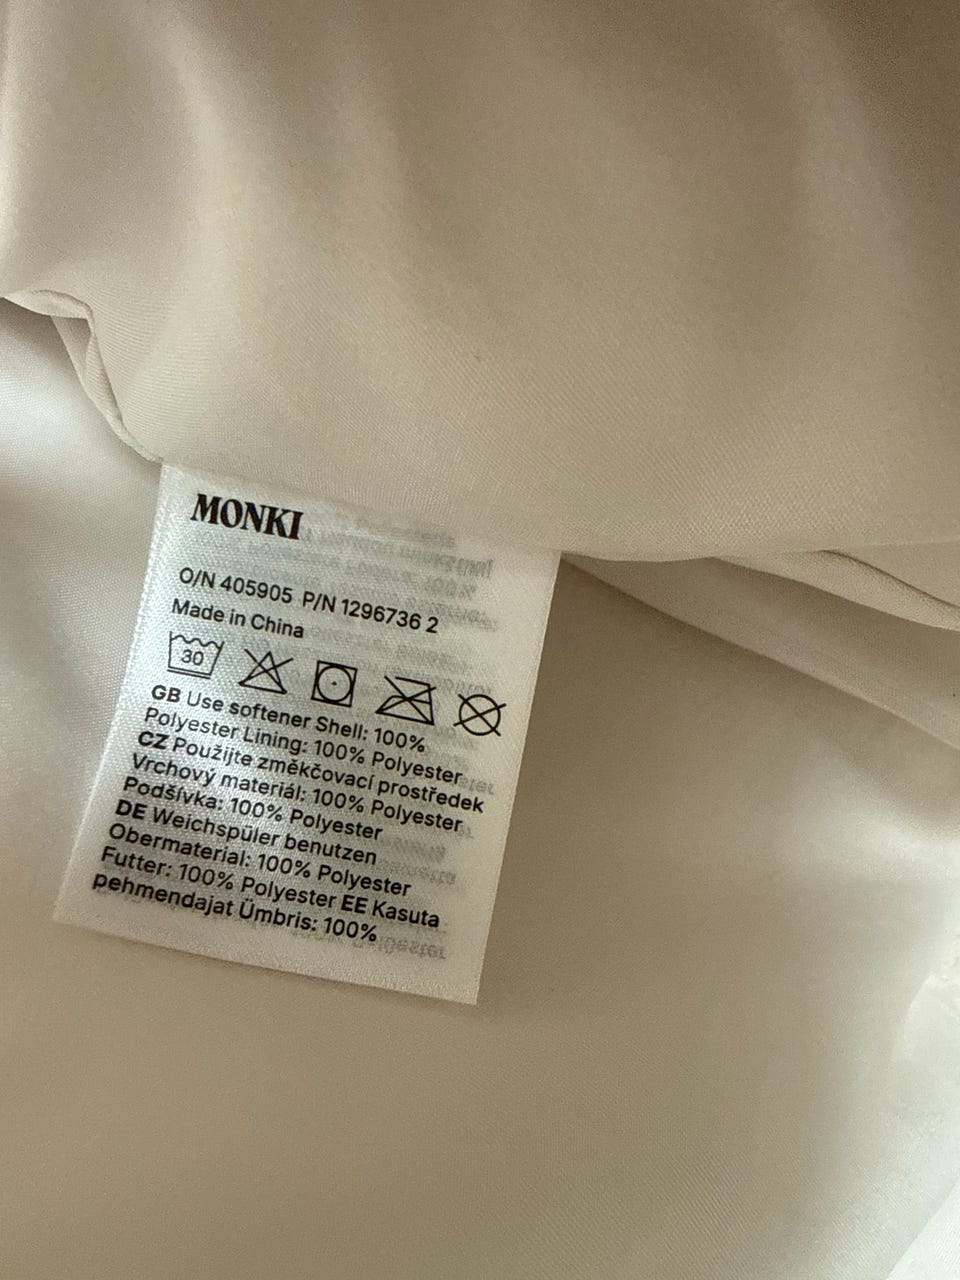 MONKI
O/N 405905 P/N 1296736 2
Made in China
30
GB Use softener Shell: 100%
Polyester Lining: 100% Polyester
CZ Použijte změkčovací prostředek
Vrchový materiál: 100% Polyester
Podšívka: 100% Polyester
DE Weichspüler benutzen
Obermaterial: 100% Polyester
Futter: 100% Polyester EE Kasuta
pehmendajat Ümbris: 100%